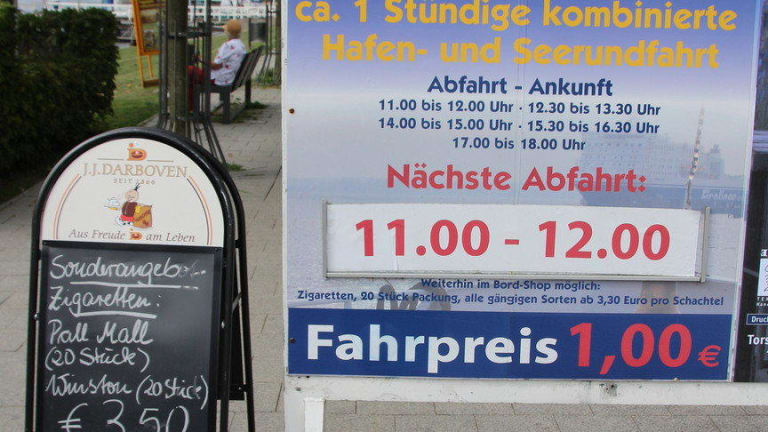 J.J. DARBOVEN
SEIT 1866
Aus Freude am Leben
Sonderangebot
Zigaretten:
Pall Mall
(20 Stück)
Winston (20 Stück)
€ 3,50
ca. 1 Stündige kombinierte
Hafen- und Seerundfahrt
Abfahrt - Ankunft
11.00 bis 12.00 Uhr · 12.30 bis 13.30 Uhr
14.00 bis 15.00 Uhr · 15.30 bis 16.30 Uhr
17.00 bis 18.00 Uhr
Nächste Abfahrt:
11.00 - 12.00
Weiterhin im Bord-Shop möglich:
Zigaretten, 20 Stück Packung, alle gängigen Sorten ab 3,30 Euro pro Schachtel
Fahrpreis 1,00 €
Druck
Tors